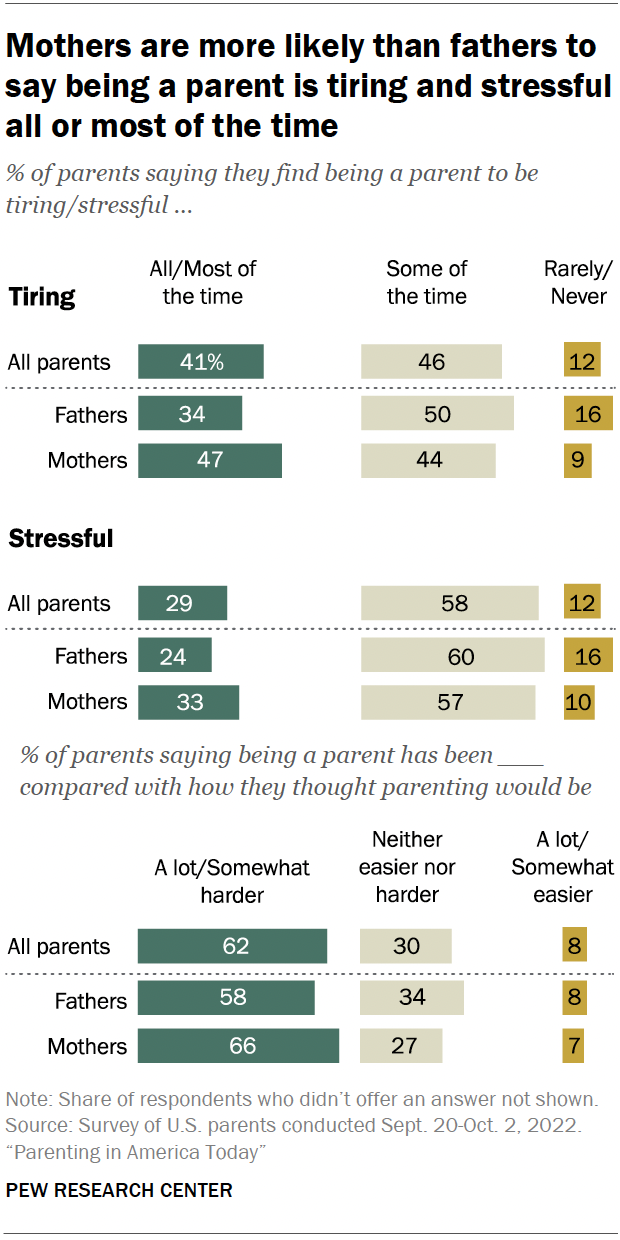 Mothers are more likely than fathers to
say being a parent is tiring and stressful
all or most of the time
% of parents saying they find being a parent to be
tiring/stressful ...
Tiring
All/Most of
the time
Some of
the time
Rarely/
Never
All parents 41% 46 12
Fathers 34 50 16
Mothers 47 44 9
Stressful
All parents 29 58 12
Fathers 24 60 16
Mothers 33 57 10
% of parents saying being a parent has been ___
compared with how they thought parenting would be
A lot/Somewhat
harder
Neither
easier nor
harder
A lot/
Somewhat
easier
All parents 62 30 8
Fathers 58 34 8
Mothers 66 27 7
Note: Share of respondents who didn't offer an answer not shown.
Source: Survey of U.S. parents conducted Sept. 20-Oct. 2, 2022.
“Parenting in America Today”
PEW RESEARCH CENTER